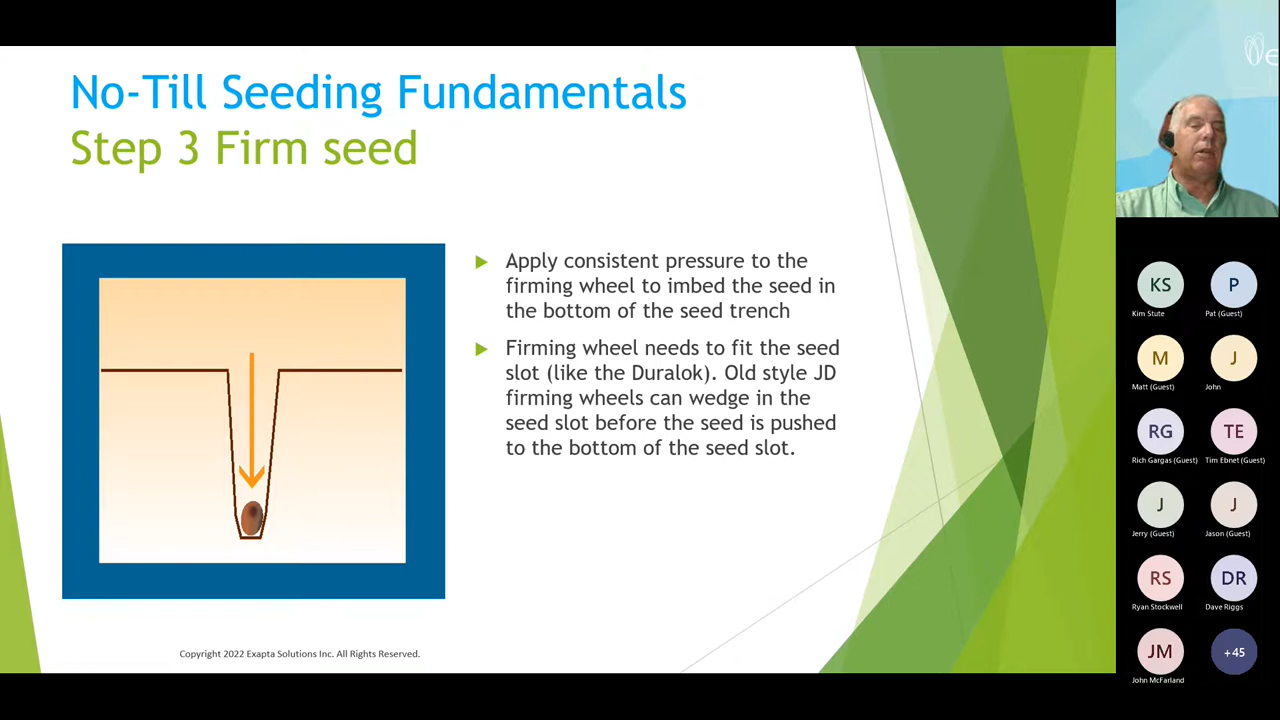 No-Till Seeding Fundamentals
Step 3 Firm seed
Apply consistent pressure to the
firming wheel to imbed the seed in
the bottom of the seed trench
Firming wheel needs to fit the seed
slot (like the Duralok). Old style JD
firming wheels can wedge in the
seed slot before the seed is pushed
to the bottom of the seed slot.
Copyright 2022 Exapta Solutions Inc. All Rights Reserved.
KS
Kim Stute
P
Pat (Guest)
M
Matt (Guest)
J
John
RG
Rich Gargas (Guest)
TE
Tim Ebnet (Guest)
J
Jerry (Guest)
J
Jason (Guest)
RS
Ryan Stockwell
DR
Dave Riggs
JM
John McFarland
+45